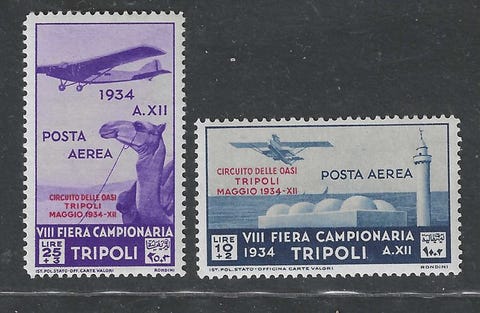 1934
A.XII
POSTA
AEREA
CIRCUITO DELLE OASI
TRIPOLI
MAGGIO 1934-XII
VIII FIERA CAMPIONARIA
LIRE
25
+3
TRIPOLI
IST. POL. STATO-OFF. CARTE VALORI
RONDINI
CIRCUITO DELLE OASI
TRIPOLI
MAGGIO 1934-XII
POSTA AEREA
LIRE
10
+2
VIII FIERA CAMPIONARIA
1934 TRIPOLI A.XII
IST. POL. STATO-OFFICINA CARTE VALORI
RONDINI